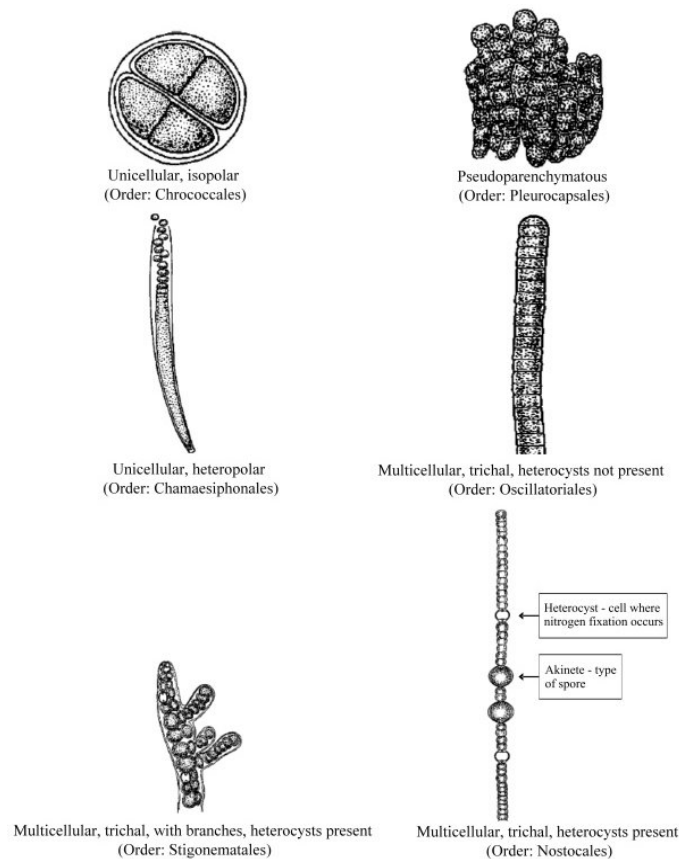 Unicellular, isopolar
(Order: Chrococcales)
Pseudoparenchymatous
(Order: Pleurocapsales)
Unicellular, heteropolar
(Order: Chamaesiphonales)
Multicellular, trichal, heterocysts not present
(Order: Oscillatoriales)
Heterocyst - cell where
nitrogen fixation occurs
Akinete - type
of spore
Multicellular, trichal, with branches, heterocysts present
(Order: Stigonematales)
Multicellular, trichal, heterocysts present
(Order: Nostocales)